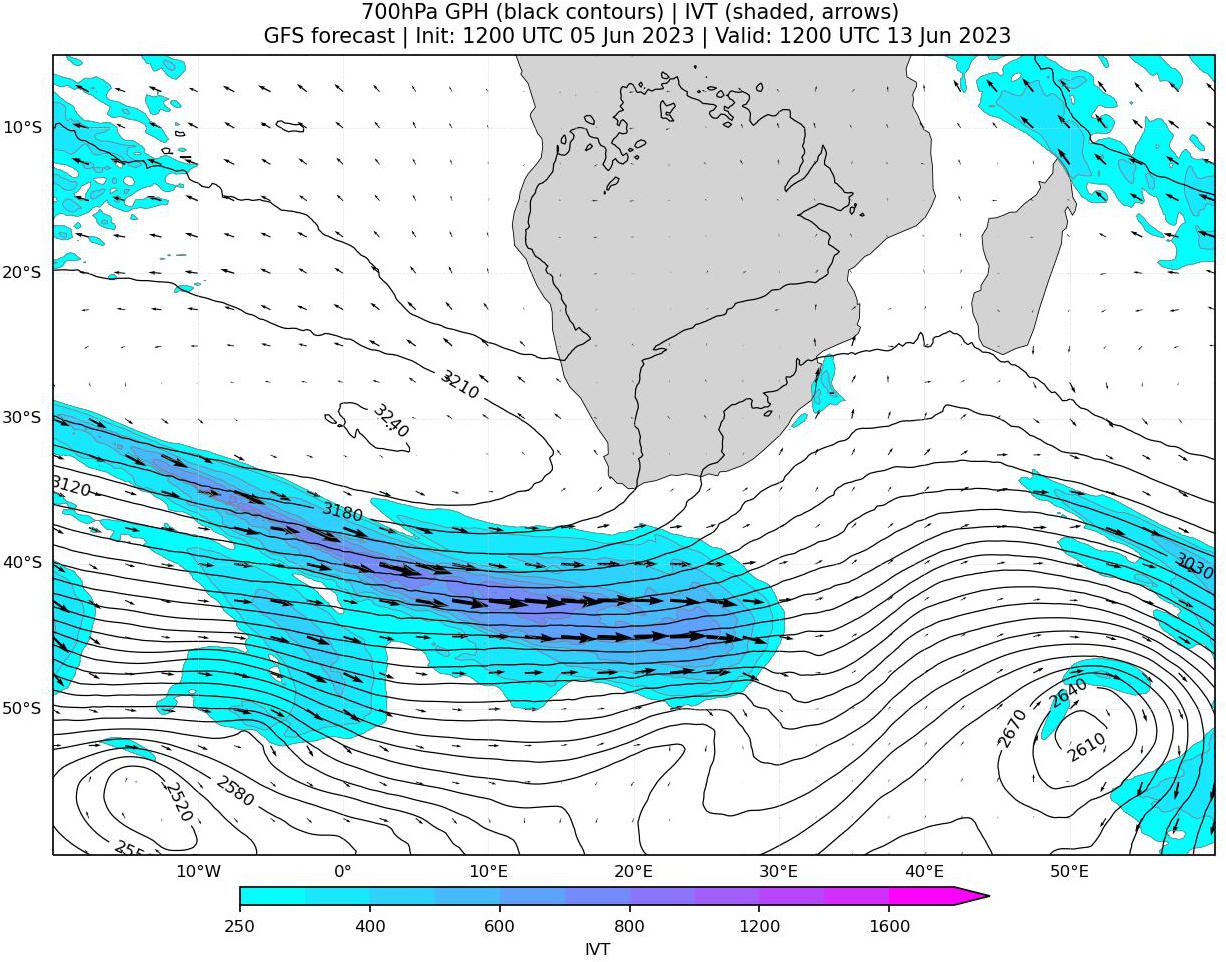 700hPa GPH (black contours) | IVT (shaded, arrows)
GFS forecast | Init: 1200 UTC 05 Jun 2023 | Valid: 1200 UTC 13 Jun 2023
10°S
20°S
3210
3240
30°S
3120
3180
40°S
3030
50°S
2640
2670
2610
2580
2520
10°W 0° 10°E 20°E 30°E 40°E 50°E
250 400 600 800 1200 1600
IVT